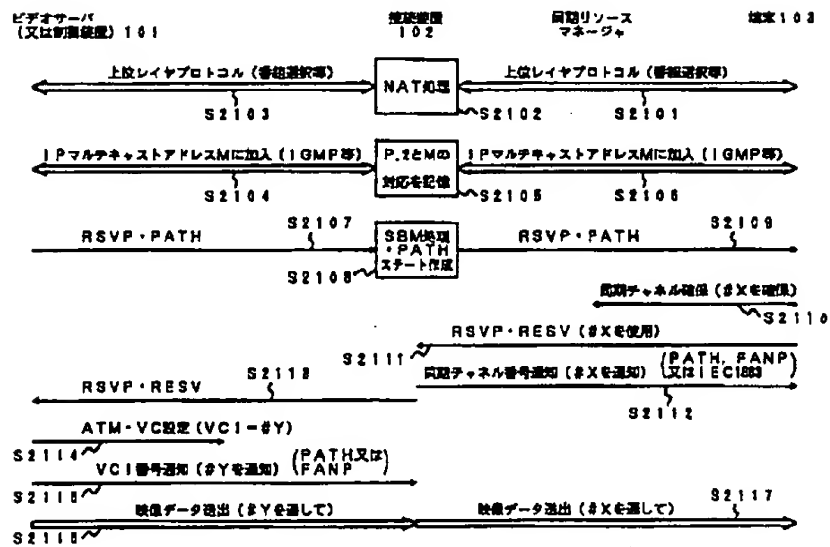 ビデオサーバ
(又は制御装置) 101
接続装置
102
同期リソース
マネージャ
端末 103
上位レイヤプロトコル (番組選択等)
NAT処理
上位レイヤプロトコル (番組選択等)
S2103
S2102
S2101
IPマルチキャストアドレスMに加入 (IGMP等)
P.2とMの
対応を記憶
IPマルチキャストアドレスMに加入 (IGMP等)
S2104
S2105
S2106
RSVP・PATH
S2107
SBM処理
・PATH
ステート作成
RSVP・PATH
S2109
S2108
同期チャネル確保 (#Xを確保)
S2110
RSVP・RESV (#Xを使用)
S2111
同期チャネル番号通知 (#Xを通知)
(PATH, FANP
又はIEC1883)
S2112
RSVP・RESV
S2113
ATM・VC設定 (VCI=#Y)
S2114
VCI番号通知 (#Yを通知)
(PATH又は
FANP)
S2115
映像データ送出 (#Yを通して)
S2116
映像データ送出 (#Xを通して)
S2117